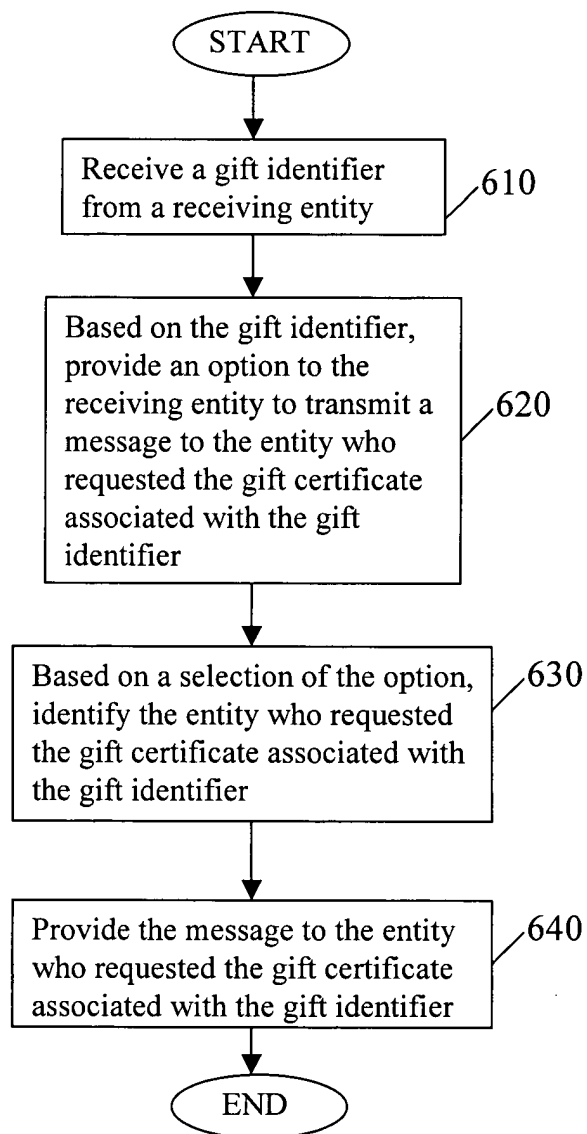 START
Receive a gift identifier
from a receiving entity
610
Based on the gift identifier,
provide an option to the
receiving entity to transmit a
message to the entity who
requested the gift certificate
associated with the gift
identifier
620
Based on a selection of the option,
identify the entity who requested
the gift certificate associated with
the gift identifier
630
Provide the message to the entity
who requested the gift certificate
associated with the gift identifier
640
END